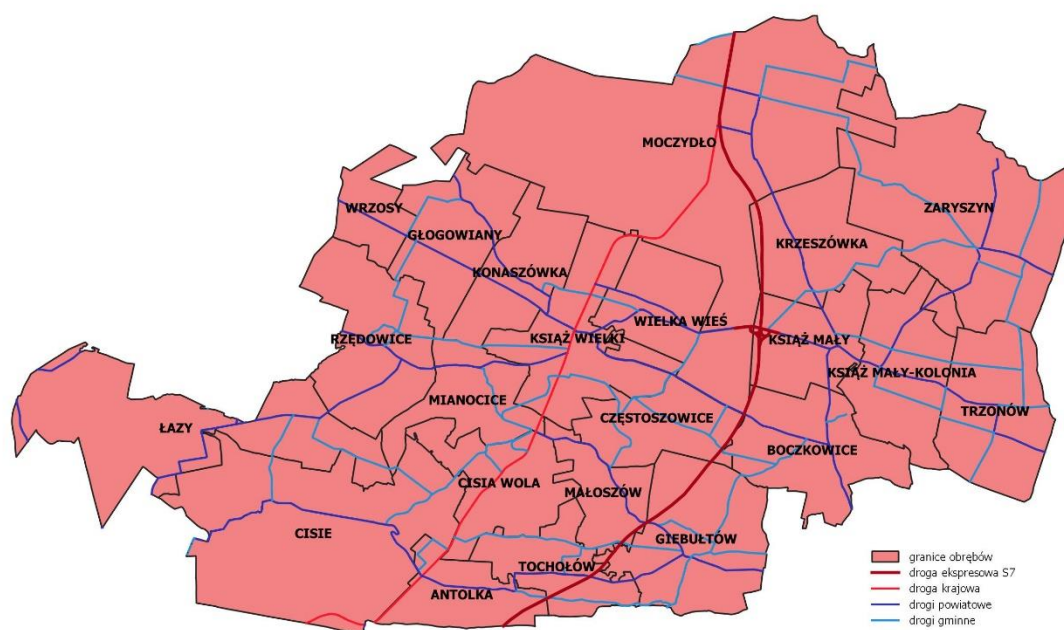 MOCZYDŁO
WRZOSY
ZARYSZYN
GŁOGOWIANY
KRZESZÓWKA
KONASZÓWKA
WIELKA WIEŚ
RZĘDOWICE
KSIĄŻ WIELKI
KSIĄŻ MAŁY
KSIĄŻ MAŁY-KOLONIA
MIANOCICE
TRZONÓW
CZĘSTOSZOWICE
ŁAZY
BOCZKOWICE
CISIA WOLA
MAŁOSZÓW
CISIE
GIEBUŁTÓW
TOCHOŁÓW
ANTOLKA
granice obrębów
droga ekspresowa S7
droga krajowa
drogi powiatowe
drogi gminne